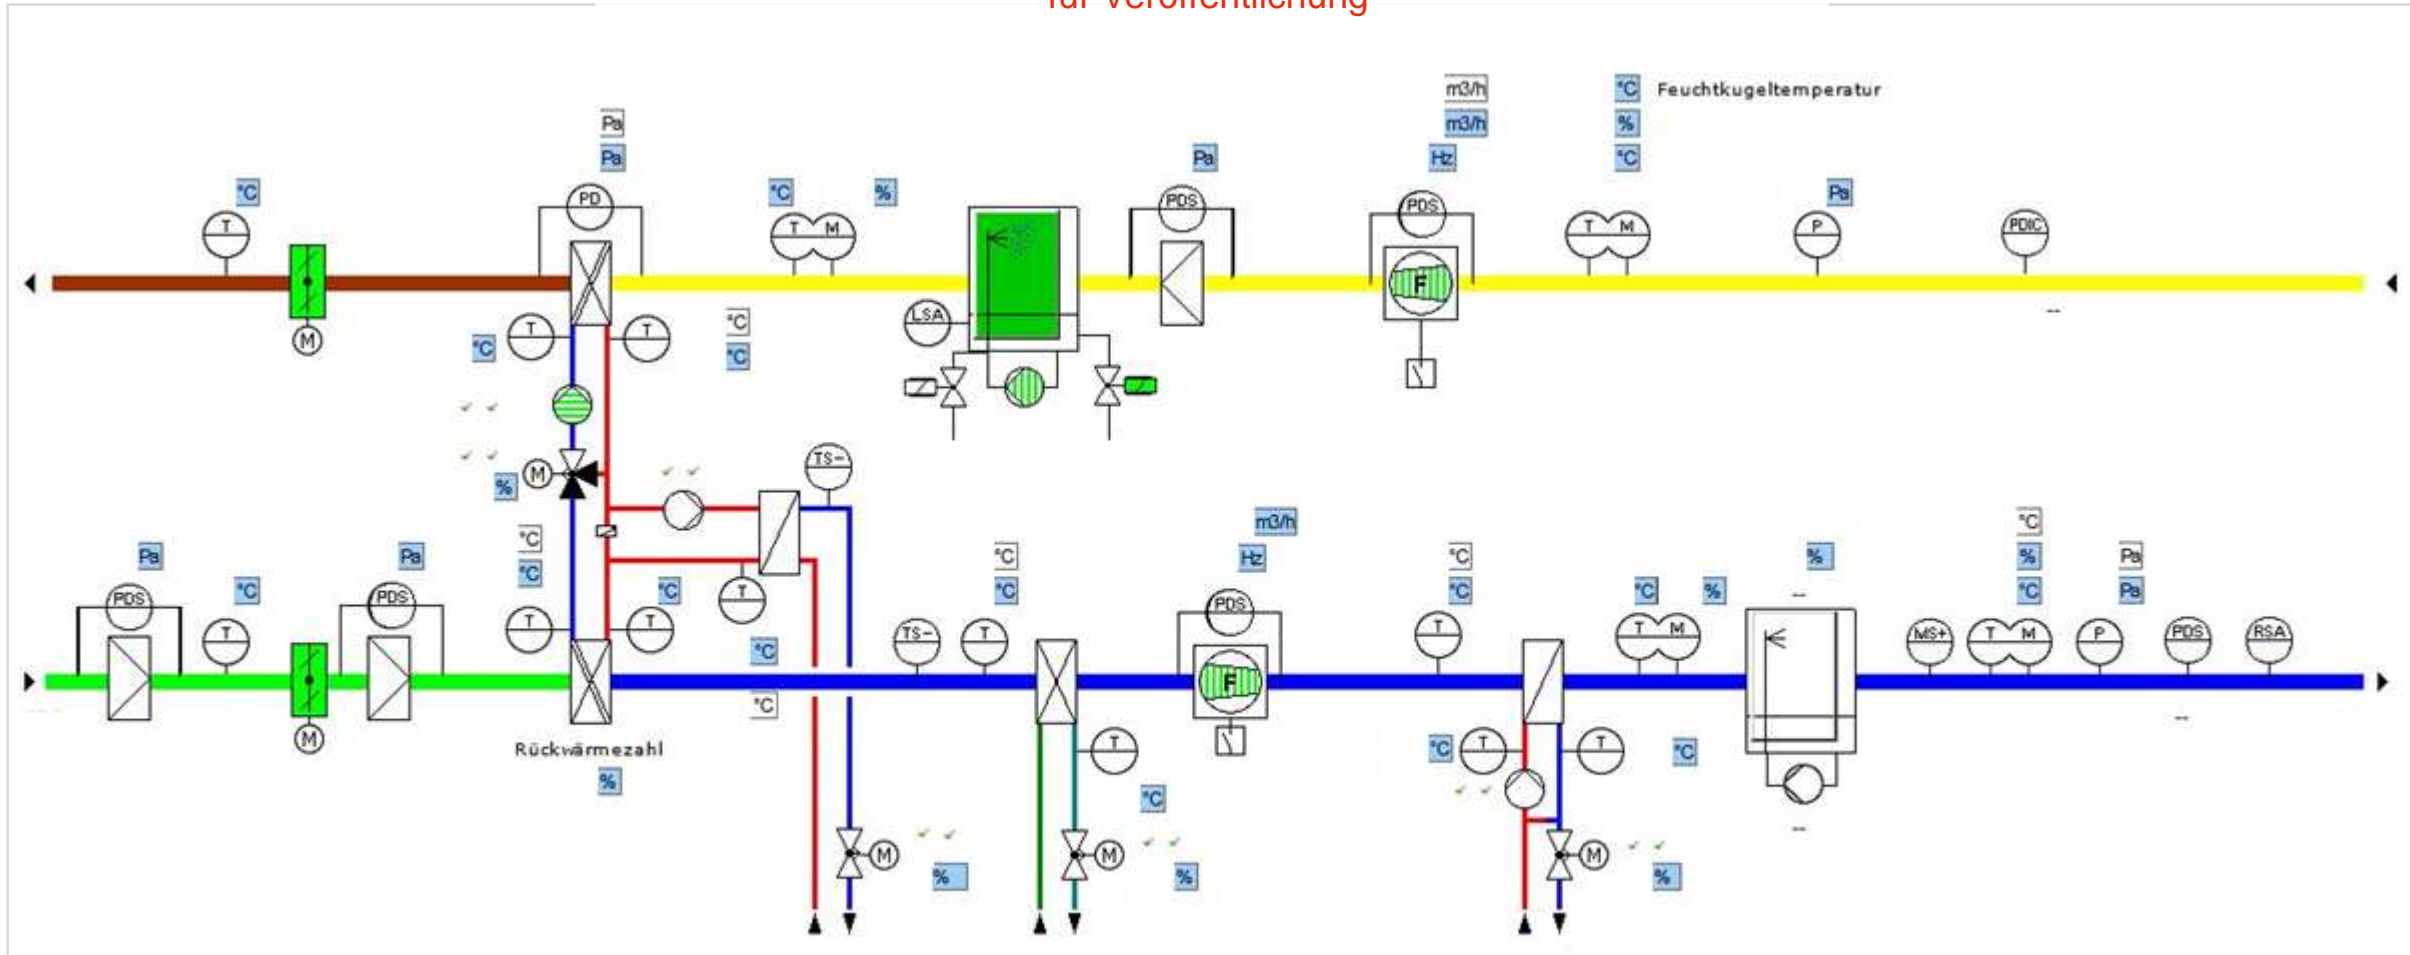 für Veröffentlichung
m3/h
°C Feuchtkugeltemperatur
Pa
m3/h
%
Pa
Pa
Hz
°C
°C
°C
%
Pa
PD
PDS
PDS
T
T M
T M
P
PDIC
F
T
T
LSA
°C
M
°C
°C
M
TS-
%
°C
m3/h
°C
Pa
Pa
°C
Hz
°C
%
%
Pa
°C
°C
°C
°C
°C
°C
%
°C
Pa
PDS
PDS
T
PDS
T
T
T
TS-
T
T
T M
MS+
T M
P
PDS
RSA
°C
F
°C
M
Rückwärmezahl
T
°C
T
T
°C
%
°C
M
M
M
%
%
%
--
--
--
--